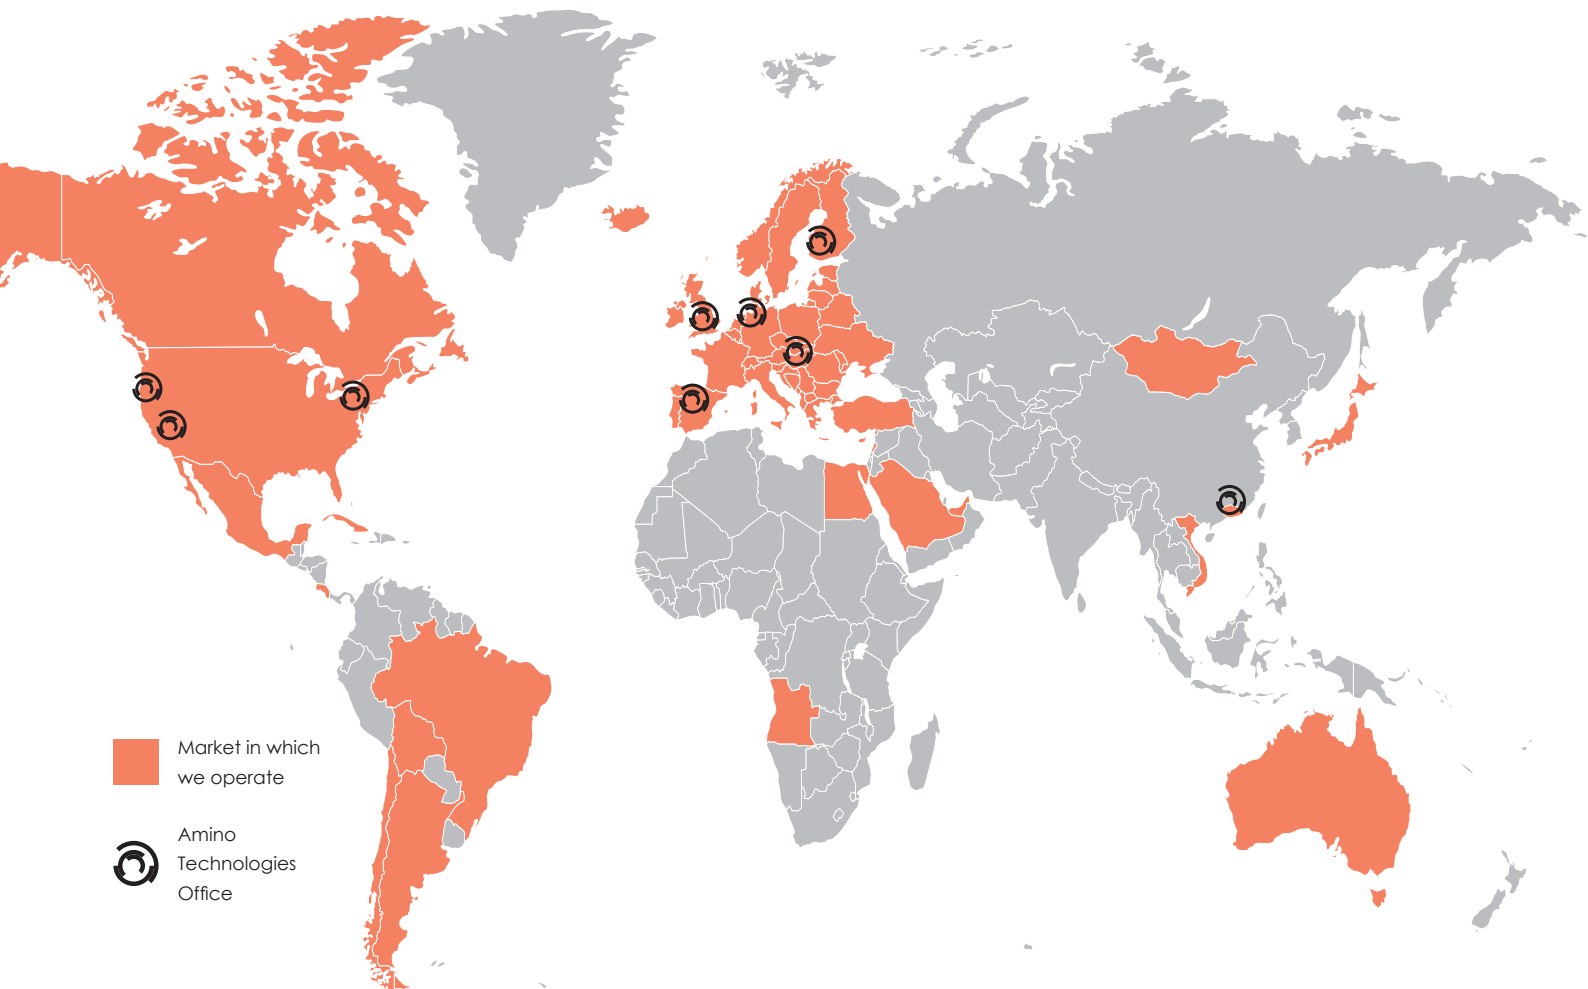 Market in which
we operate
Amino
Technologies
Office